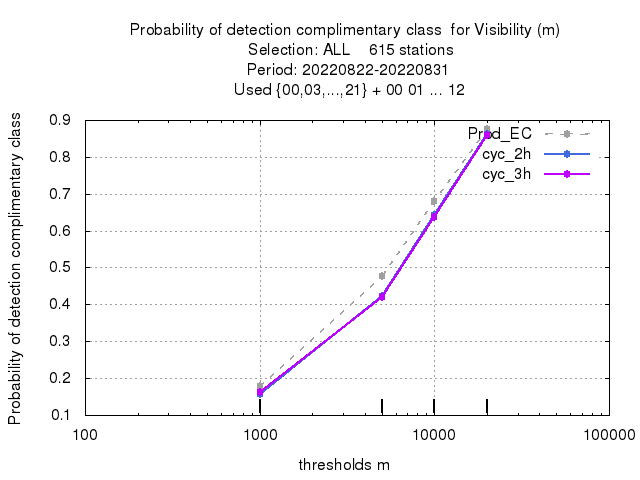 Probability of detection complimentary class  for Visibility (m)
Selection: ALL    615 stations
Period: 20220822-20220831
Used {00,03,...,21} + 00 01 ... 12
Probability of detection complimentary class
0.9
0.8
0.7
0.6
0.5
0.4
0.3
0.2
0.1
Prod_EC
cyc_2h
cyc_3h
100
1000
10000
100000
thresholds m